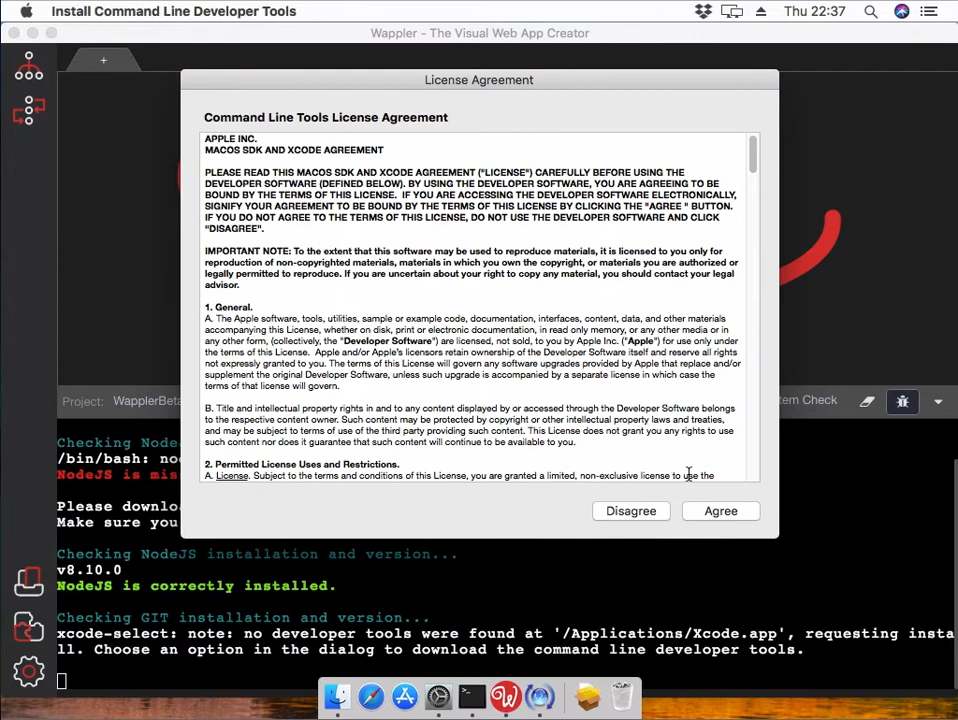 Install Command Line Developer Tools
Thu 22:37
Wappler - The Visual Web App Creator
+
License Agreement
Command Line Tools License Agreement
APPLE INC.
MACOS SDK AND XCODE AGREEMENT
PLEASE READ THIS MACOS SDK AND XCODE AGREEMENT ("LICENSE") CAREFULLY BEFORE USING THE
DEVELOPER SOFTWARE (DEFINED BELOW). BY USING THE DEVELOPER SOFTWARE, YOU ARE AGREEING TO BE
BOUND BY THE TERMS OF THIS LICENSE. IF YOU ARE ACCESSING THE DEVELOPER SOFTWARE ELECTRONICALLY,
SIGNIFY YOUR AGREEMENT TO BE BOUND BY THE TERMS OF THIS LICENSE BY CLICKING THE "AGREE " BUTTON.
IF YOU DO NOT AGREE TO THE TERMS OF THIS LICENSE, DO NOT USE THE DEVELOPER SOFTWARE AND CLICK
“DISAGREE”.
IMPORTANT NOTE: To the extent that this software may be used to reproduce materials, it is licensed to you only for
reproduction of non-copyrighted materials, materials in which you own the copyright, or materials you are authorized or
legally permitted to reproduce. If you are uncertain about your right to copy any material, you should contact your legal
advisor.
1. General.
A. The Apple software, tools, utilities, sample or example code, documentation, interfaces, content, data, and other materials
accompanying this License, whether on disk, print or electronic documentation, in read only memory, or any other media or in
any other form, (collectively, the "Developer Software") are licensed, not sold, to you by Apple Inc. ("Apple") for use only under
the terms of this License. Apple and/or Apple's licensors retain ownership of the Developer Software itself and reserve all rights
not expressly granted to you. The terms of this License will govern any software upgrades provided by Apple that replace and/or
supplement the original Developer Software, unless such upgrade is accompanied by a separate license in which case the
terms of that license will govern.
B. Title and intellectual property rights in and to any content displayed by or accessed through the Developer Software belongs
to the respective content owner. Such content may be protected by copyright or other intellectual property laws and treaties,
and may be subject to terms of use of the third party providing such content. This License does not grant you any rights to use
such content nor does it guarantee that such content will continue to be available to you.
2. Permitted License Uses and Restrictions.
A. License. Subject to the terms and conditions of this License, you are granted a limited, non-exclusive license to use the
Disagree
Agree
Project: WapplerBeta
tem Check
Checking Node
/bin/bash: no
NodeJS is mis
Please downlo
Make sure you
Checking NodeJS installation and version...
v8.10.0
NodeJS is correctly installed.
Checking GIT installation and version...
xcode-select: note: no developer tools were found at '/Applications/Xcode.app', requesting insta
ll. Choose an option in the dialog to download the command line developer tools.